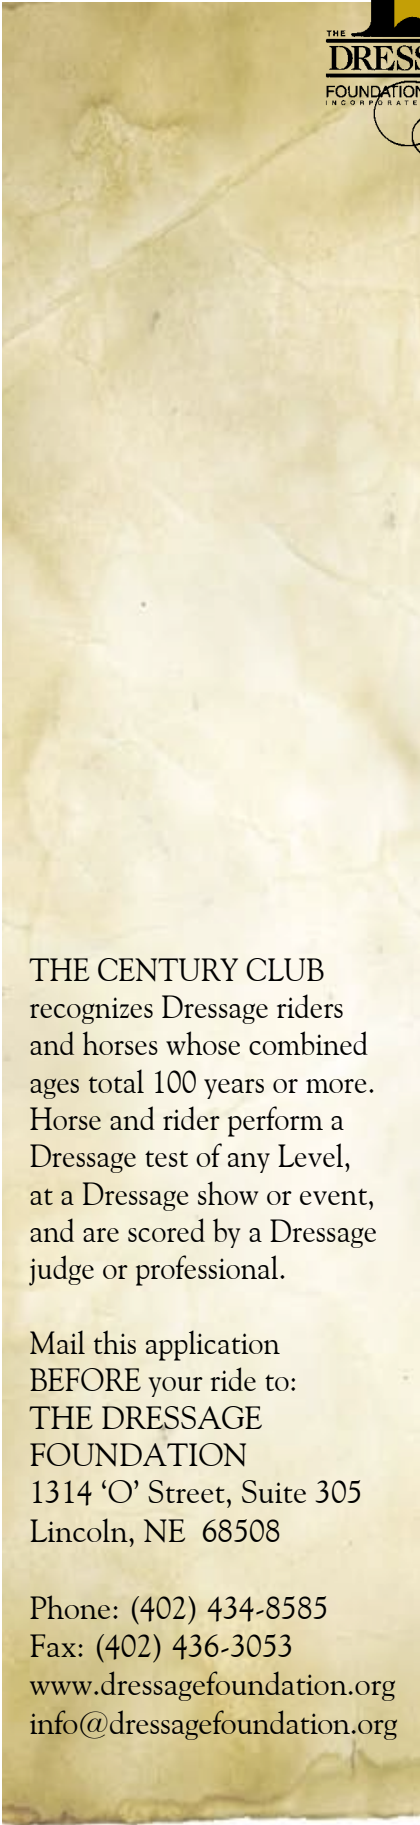 THE
DRESS
FOUNDATION
INCORPORATE
THE CENTURY CLUB
recognizes Dressage riders
and horses whose combined
ages total 100 years or more.
Horse and rider perform a
Dressage test of any Level,
at a Dressage show or event,
and are scored by a Dressage
judge or professional.
Mail this application
BEFORE your ride to:
THE DRESSAGE
FOUNDATION
1314 ‘O’ Street, Suite 305
Lincoln, NE  68508
Phone: (402) 434-8585
Fax: (402) 436-3053
www.dressagefoundation.org
info@dressagefoundation.org